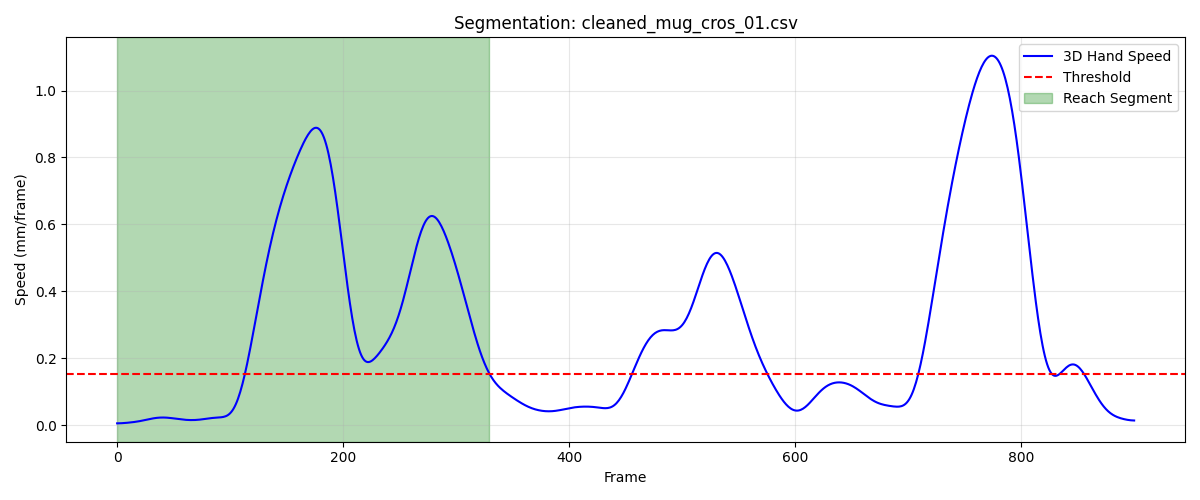 Segmentation: cleaned_mug_cros_01.csv
3D Hand Speed
Threshold
Reach Segment
Speed (mm/frame)
1.0
0.8
0.6
0.4
0.2
0.0
0 200 400 600 800
Frame